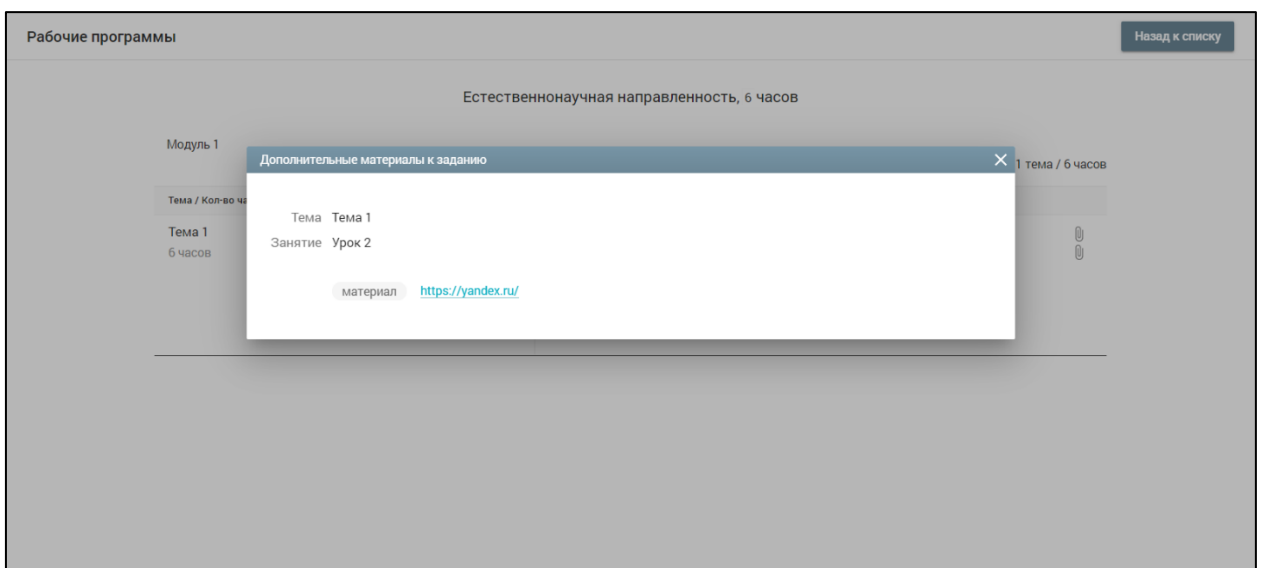 Рабочие программы
Назад к списку
Естественнонаучная направленность, 6 часов
Модуль 1
1 тема / 6 часов
Дополнительные материалы к заданию
Тема / Кол-во ча
Тема 1
6 часов
Тема Тема 1
Занятие Урок 2
материал https://yandex.ru/